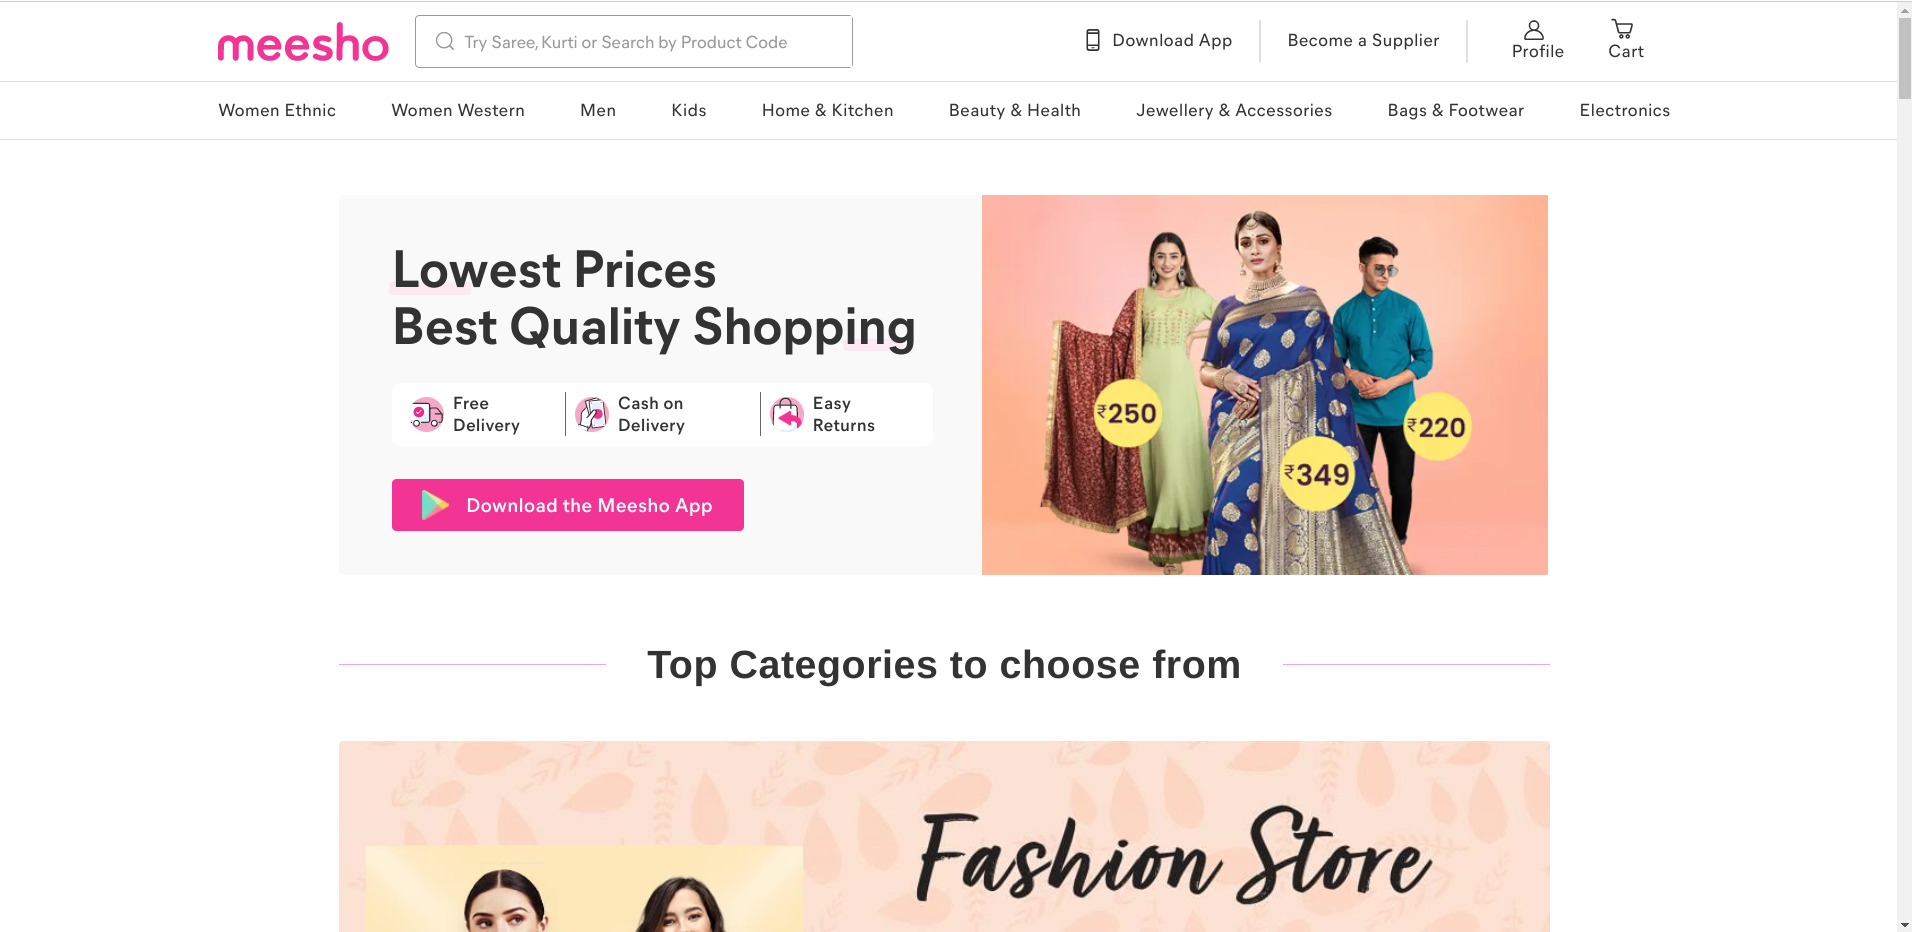 meesho
Try Saree, Kurti or Search by Product Code
Download App
Become a Supplier
Profile
Cart
Women Ethnic
Women Western
Men
Kids
Home & Kitchen
Beauty & Health
Jewellery & Accessories
Bags & Footwear
Electronics
Lowest Prices
Best Quality Shopping
Free
Delivery
Cash on
Delivery
Easy
Returns
Download the Meesho App
₹250
₹349
₹220
Top Categories to choose from
Fashion Store